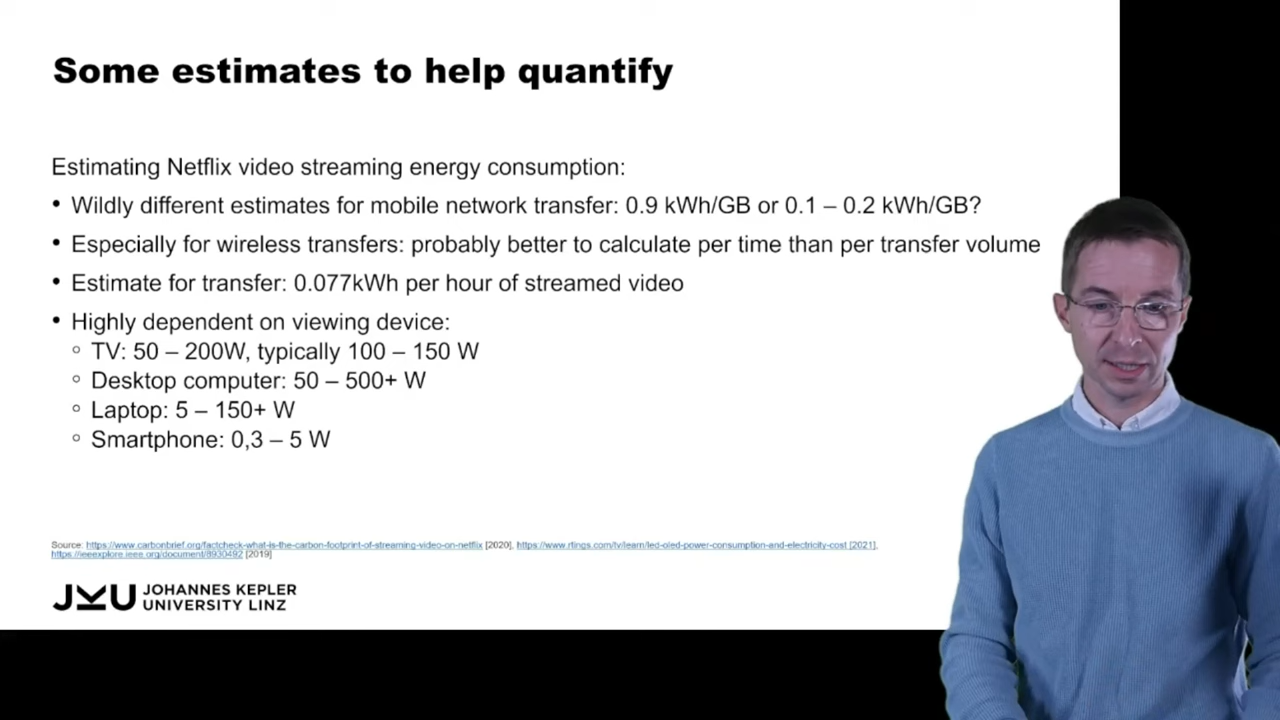 Some estimates to help quantify
Estimating Netflix video streaming energy consumption:
• Wildly different estimates for mobile network transfer: 0.9 kWh/GB or 0.1 – 0.2 kWh/GB?
• Especially for wireless transfers: probably better to calculate per time than per transfer volume
• Estimate for transfer: 0.077kWh per hour of streamed video
• Highly dependent on viewing device:
◦ TV: 50 – 200W, typically 100 – 150 W
◦ Desktop computer: 50 – 500+ W
◦ Laptop: 5 – 150+ W
◦ Smartphone: 0,3 – 5 W
Source: https://www.carbonbrief.org/factcheck-what-is-the-carbon-footprint-of-streaming-video-on-netflix [2020], https://www.rtings.com/tv/learn/led-oled-power-consumption-and-electricity-cost [2021],
https://ieeexplore.ieee.org/document/8930492 [2019]
JKU JOHANNES KEPLER
UNIVERSITY LINZ